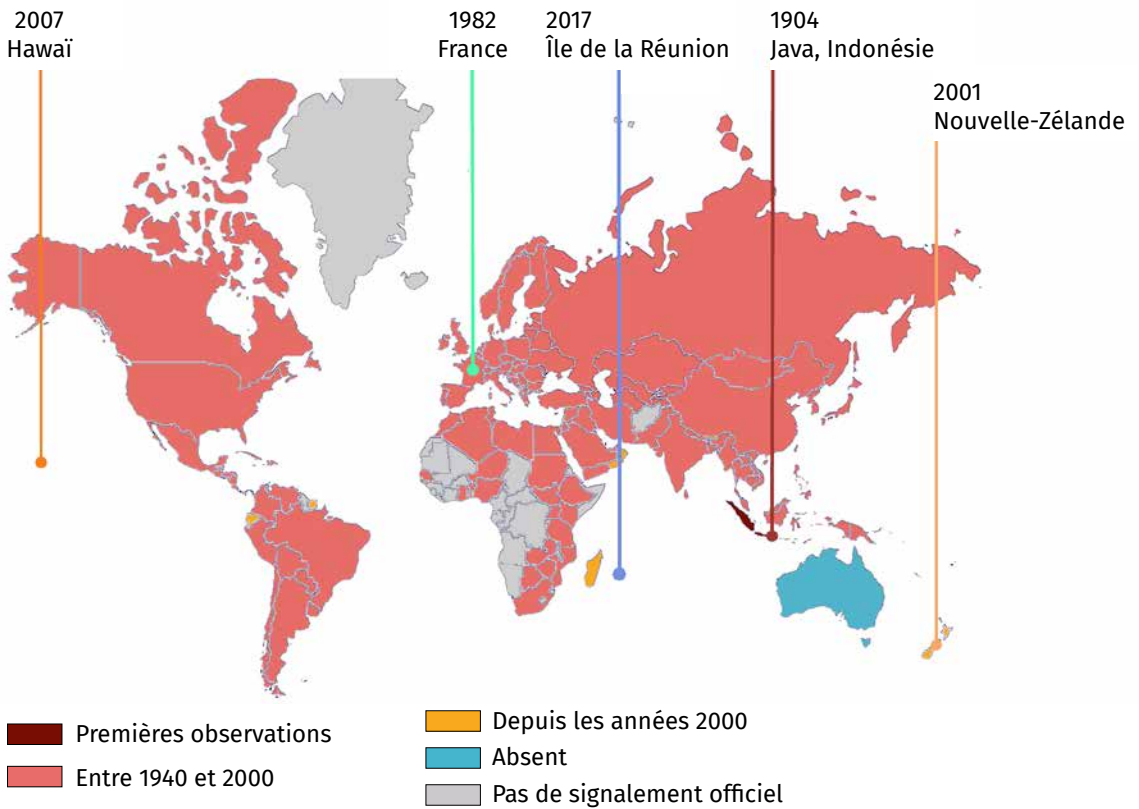 2007
Hawaï
1982
France
2017
Île de la Réunion
1904
Java, Indonésie
2001
Nouvelle-Zélande
Premières observations
Entre 1940 et 2000
Depuis les années 2000
Absent
Pas de signalement officiel